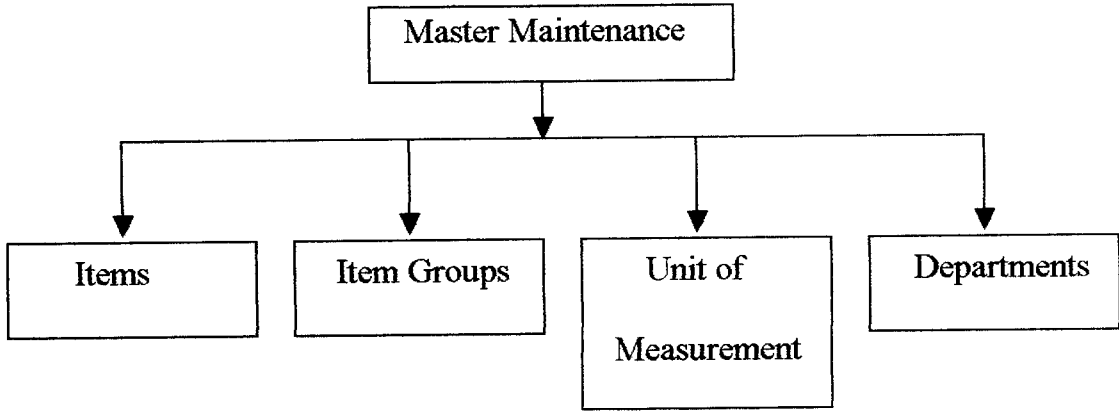 Master Maintenance
Items
Item Groups
Unit of
Measurement
Departments